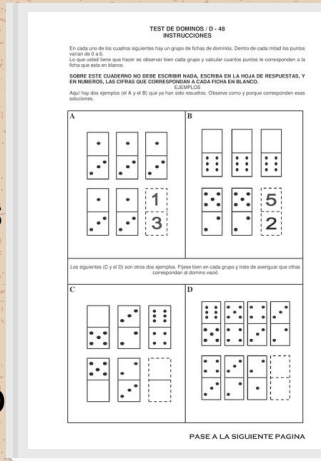 TEST DE DOMINOS / D - 48
INSTRUCCIONES
En cada uno de los cuadros siguientes hay un grupo de fichas de dominos. Dentro de cada mitad los puntos
varían de 0 a 6.
Lo que usted tiene que hacer es observar bien cada grupo y calcular cuantos puntos le corresponden a la
ficha que esta en blanco.
SOBRE ESTE CUADERNO NO DEBE ESCRIBIR NADA, ESCRIBA EN LA HOJA DE RESPUESTAS, Y
EN NUMEROS, LAS CIFRAS QUE CORRESPONDAN A CADA FICHA EN BLANCO.
EJEMPLOS
Aquí hay dos ejemplos (el A y el B) que ya han sido resueltos. Observe como y porque corresponden esas
soluciones.
A B
1 5
3 2
Los siguientes (C y el D) son otros dos ejemplos. Fíjese bien en cada grupo y trate de averiguar que cifras
corresponden al domino vacío.
C D
PASE A LA SIGUIENTE PAGINA